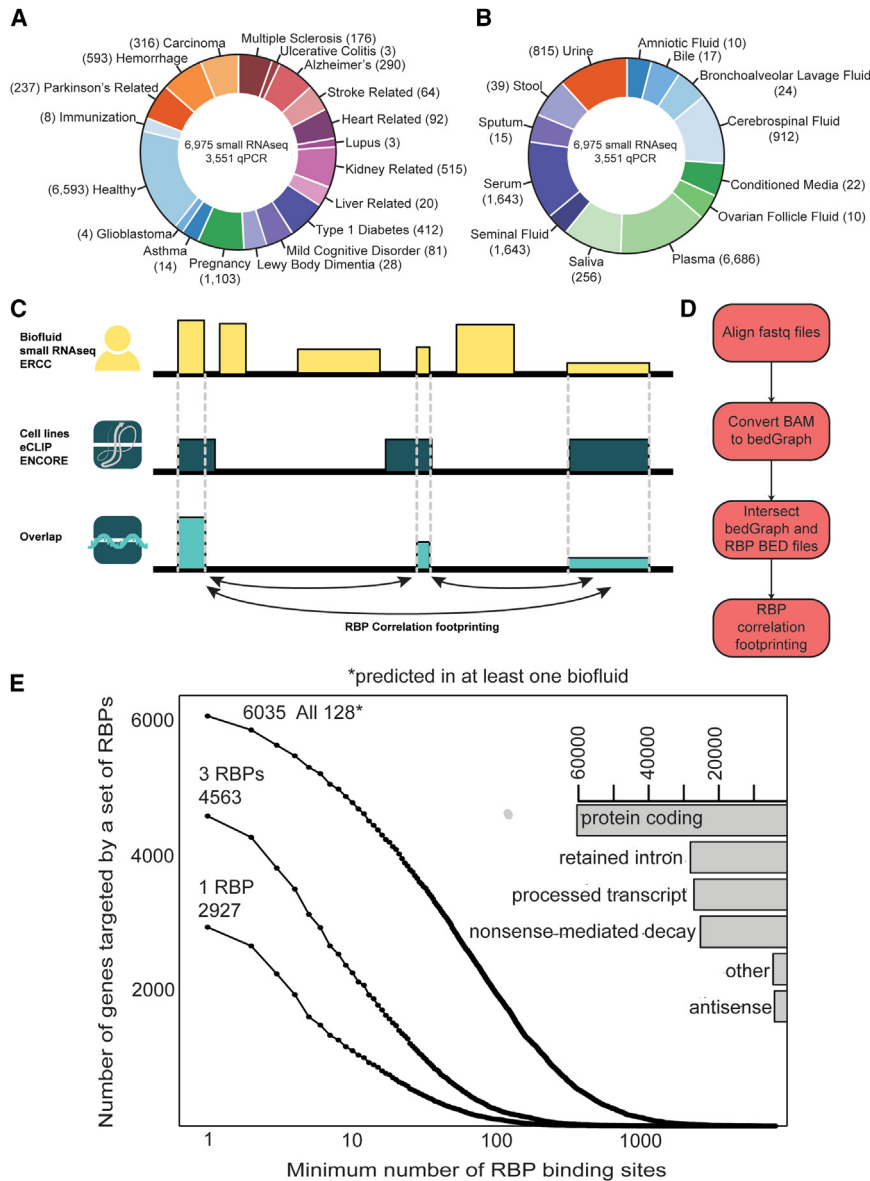 A
(316) Carcinoma
(593) Hemorrhage
(237) Parkinson's Related
(8) Immunization
(6,593) Healthy
(4) Glioblastoma
Asthma
(14)
Pregnancy
(1,103)
Multiple Sclerosis (176)
Ulcerative Colitis (3)
Alzheimer's (290)
Stroke Related (64)
Heart Related (92)
Lupus (3)
Kidney Related (515)
Liver Related (20)
Type 1 Diabetes (412)
Mild Cognitive Disorder (81)
Lewy Body Dimentia (28)
6,975 small RNAseq
3,551 qPCR
B
(815) Urine
(39) Stool
Sputum
(15)
Serum
(1,643)
Seminal Fluid
(1,643)
Saliva
(256)
Amniotic Fluid (10)
Bile (17)
Bronchoalveolar Lavage Fluid
(24)
Cerebrospinal Fluid
(912)
Conditioned Media (22)
Ovarian Follicle Fluid (10)
Plasma (6,686)
6,975 small RNAseq
3,551 qPCR
C
Biofluid
small RNAseq
ERCC
Cell lines
eCLIP
ENCORE
Overlap
RBP Correlation footprinting
D
Align fastq files
Convert BAM
to bedGraph
Intersect
bedGraph and
RBP BED files
RBP
correlation
footprinting
E
*predicted in at least one biofluid
Number of genes targeted by a set of RBPs
6000
4000
2000
6035 All 128*
3 RBPs
4563
1 RBP
2927
60000
40000
20000
protein coding
retained intron
processed transcript
nonsense-mediated decay
other
antisense
1
10
100
1000
Minimum number of RBP binding sites